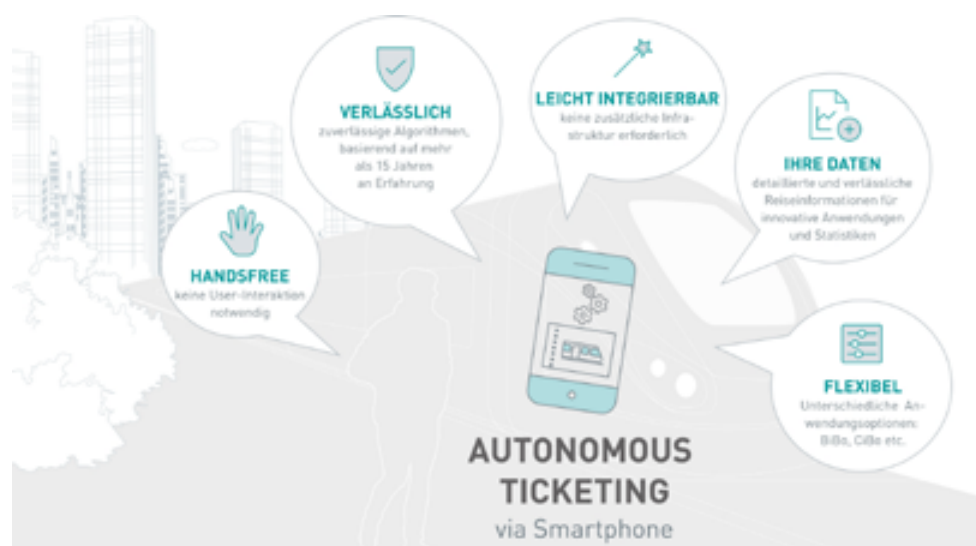 VERLÄSSLICH
zuverlässige Algorithmen,
basierend auf mehr
als 15 Jahren
an Erfahrung
LEICHT INTEGRIERBAR
keine zusätzliche Infra-
struktur erforderlich
IHRE DATEN
detaillierte und verlässliche
Reiseinformationen für
innovative Anwendungen
und Statistiken
HANDSFREE
keine User-Interaktion
notwendig
FLEXIBEL
Unterschiedliche An-
wendungsoptionen:
BiBo, CiBo etc.
AUTONOMOUS
TICKETING
via Smartphone